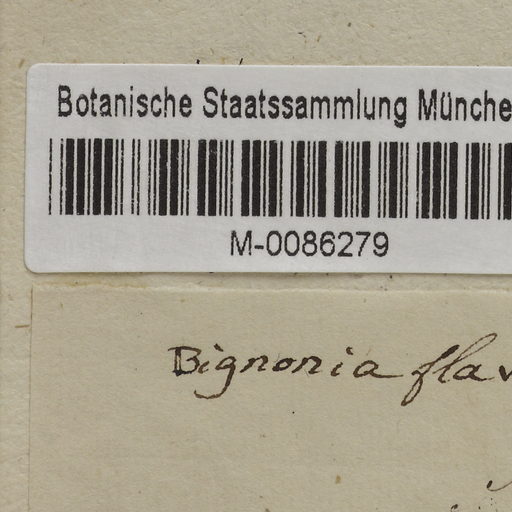 Botanische Staatssammlung Münche
M-0086279
Bignonia flav